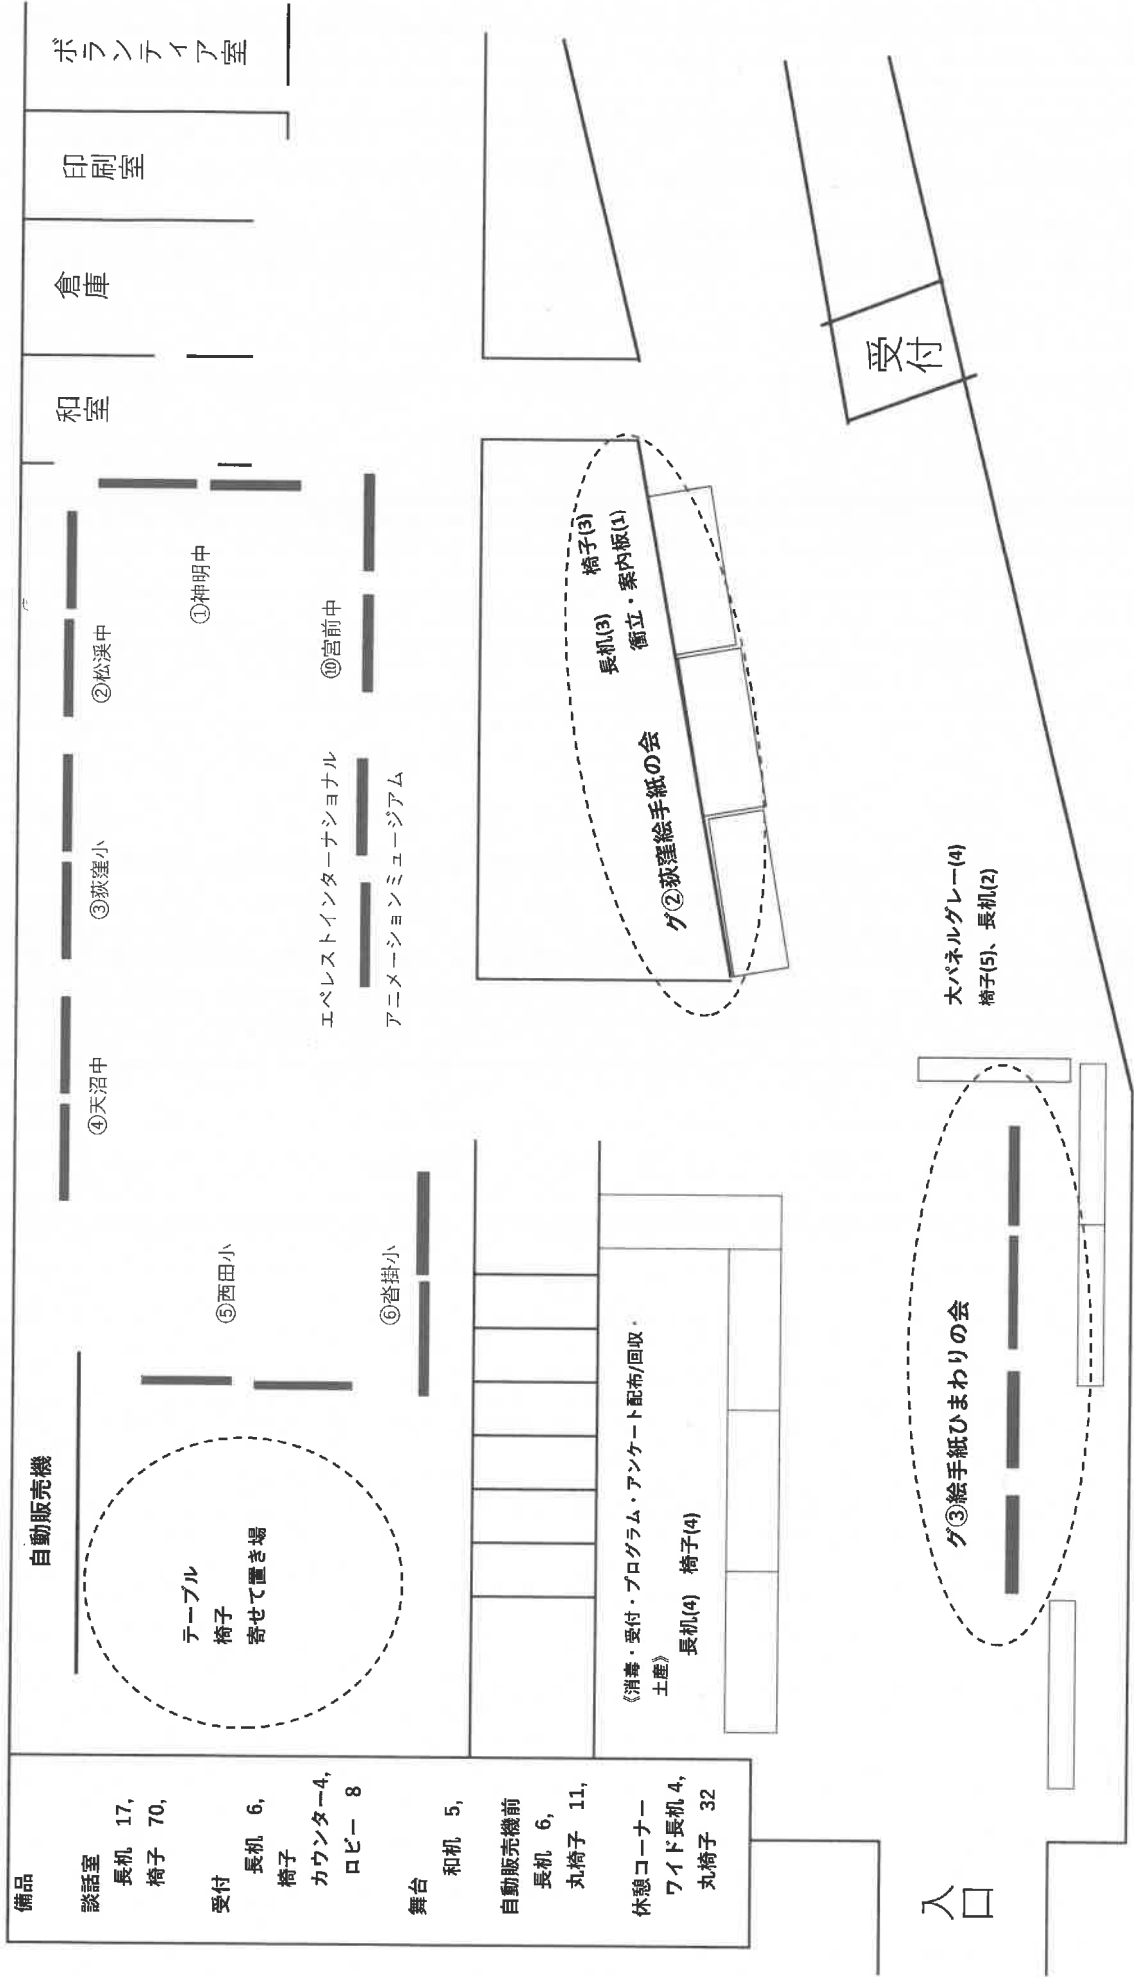 備品
談話室
長机 17,
椅子 70,
受付
長机 6,
椅子
カウンター4,
ロビー 8
舞台
和机 5,
自動販売機前
長机 6,
丸椅子 11,
休憩コーナー
ワイド長机 4,
丸椅子 32
入口
自動販売機
テーブル
椅子
寄せて置き場
④天沼中
③荻窪小
②松渓中
①神明中
⑤西田小
⑥沓掛小
⑩宮前中
エベレストインターナショナル
アニメーションミュージアム
和室
倉庫
印刷室
ボランティア室
《消毒・受付・プログラム・アンケート配布/回収・
土産》
長机(4) 椅子(4)
グ②荻窪絵手紙の会
長机(3) 椅子(3)
衝立・案内板(1)
グ③絵手紙ひまわりの会
大パネルグレー(4)
椅子(5)、長机(2)
受付